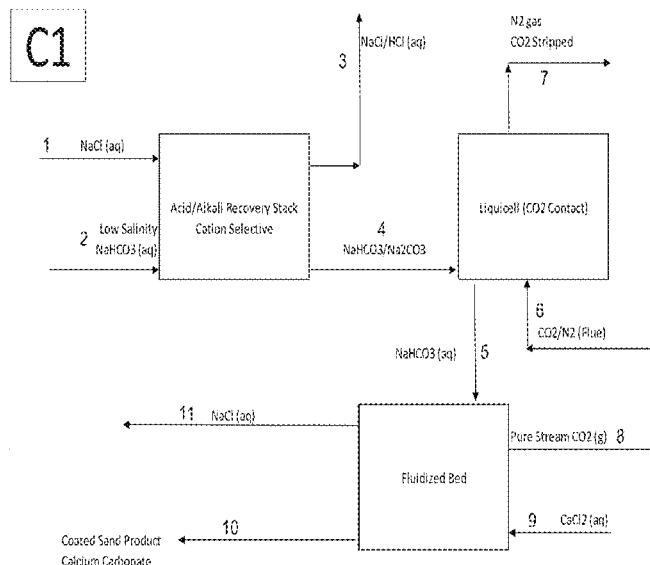 C1
N2 gas
CO2 Stripped
7
NaCl/HCl (aq)
3
1 NaCl (aq)
Acid/Alkali Recovery Stack
Cation Selective
Liquicell (CO2 Contact)
2 Low Salinity
NaHCO3 (aq)
4
NaHCO3/Na2CO3
6
CO2/N2 (Flue)
NaHCO3 (aq) 5
11 NaCl (aq)
Pure Stream CO2 (g) 8
Fluidized Bed
9 CaCl2 (aq)
10
Coated Sand Product
Calcium Carbonate